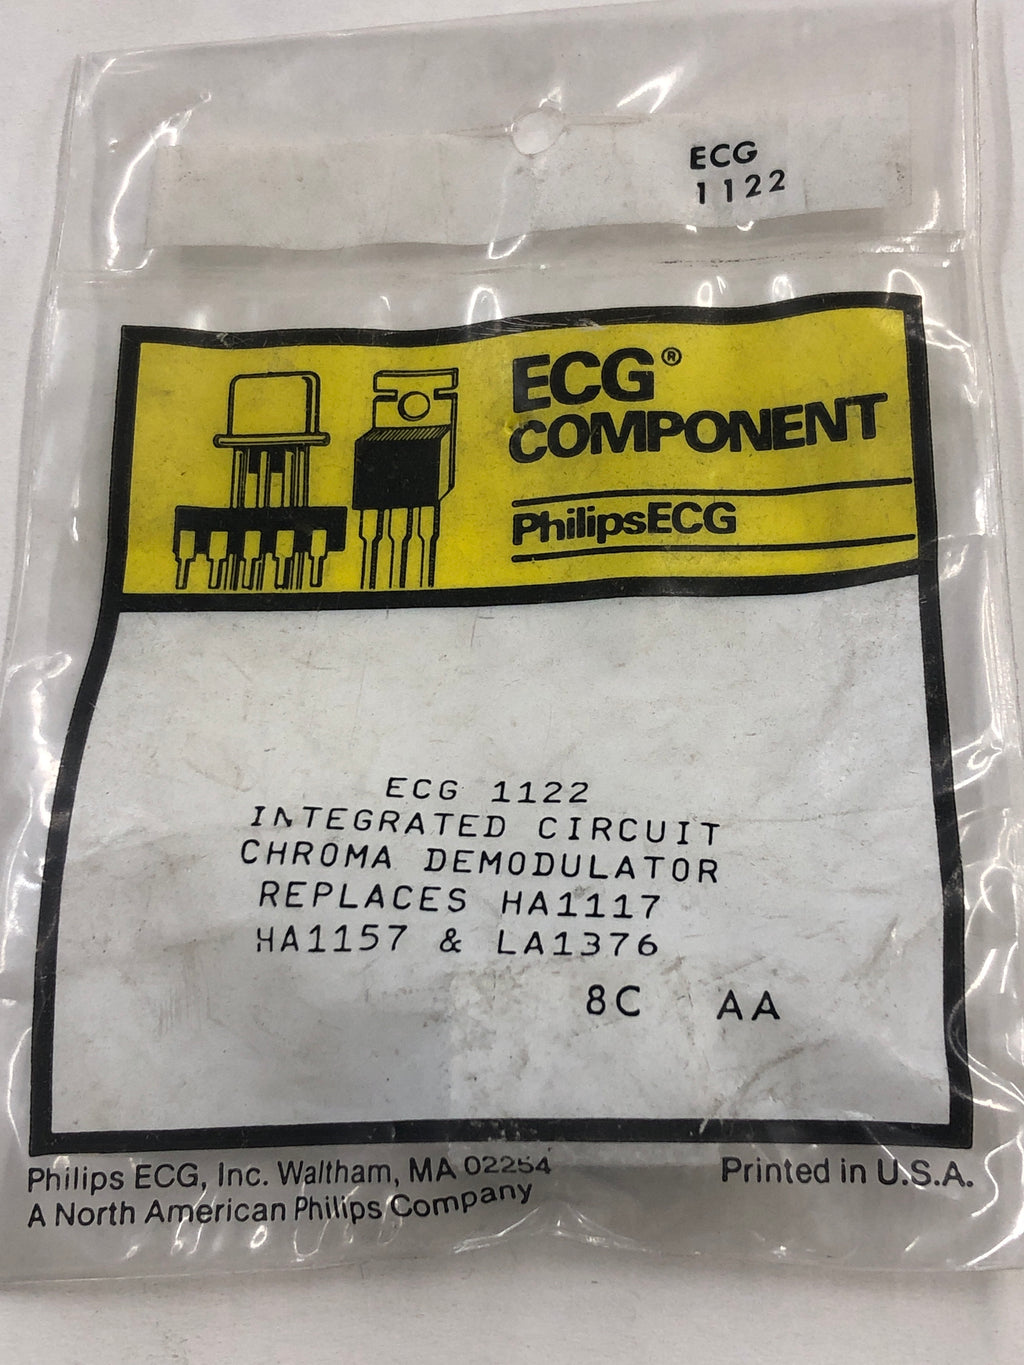 ECG
1122
ECG®
COMPONENT
PhilipsECG
ECG 1122
INTEGRATED CIRCUIT
CHROMA DEMODULATOR
REPLACES HA1117
HA1157 & LA1376
8C AA
Philips ECG, Inc. Waltham, MA 02254
A North American Philips Company
Printed in U.S.A.